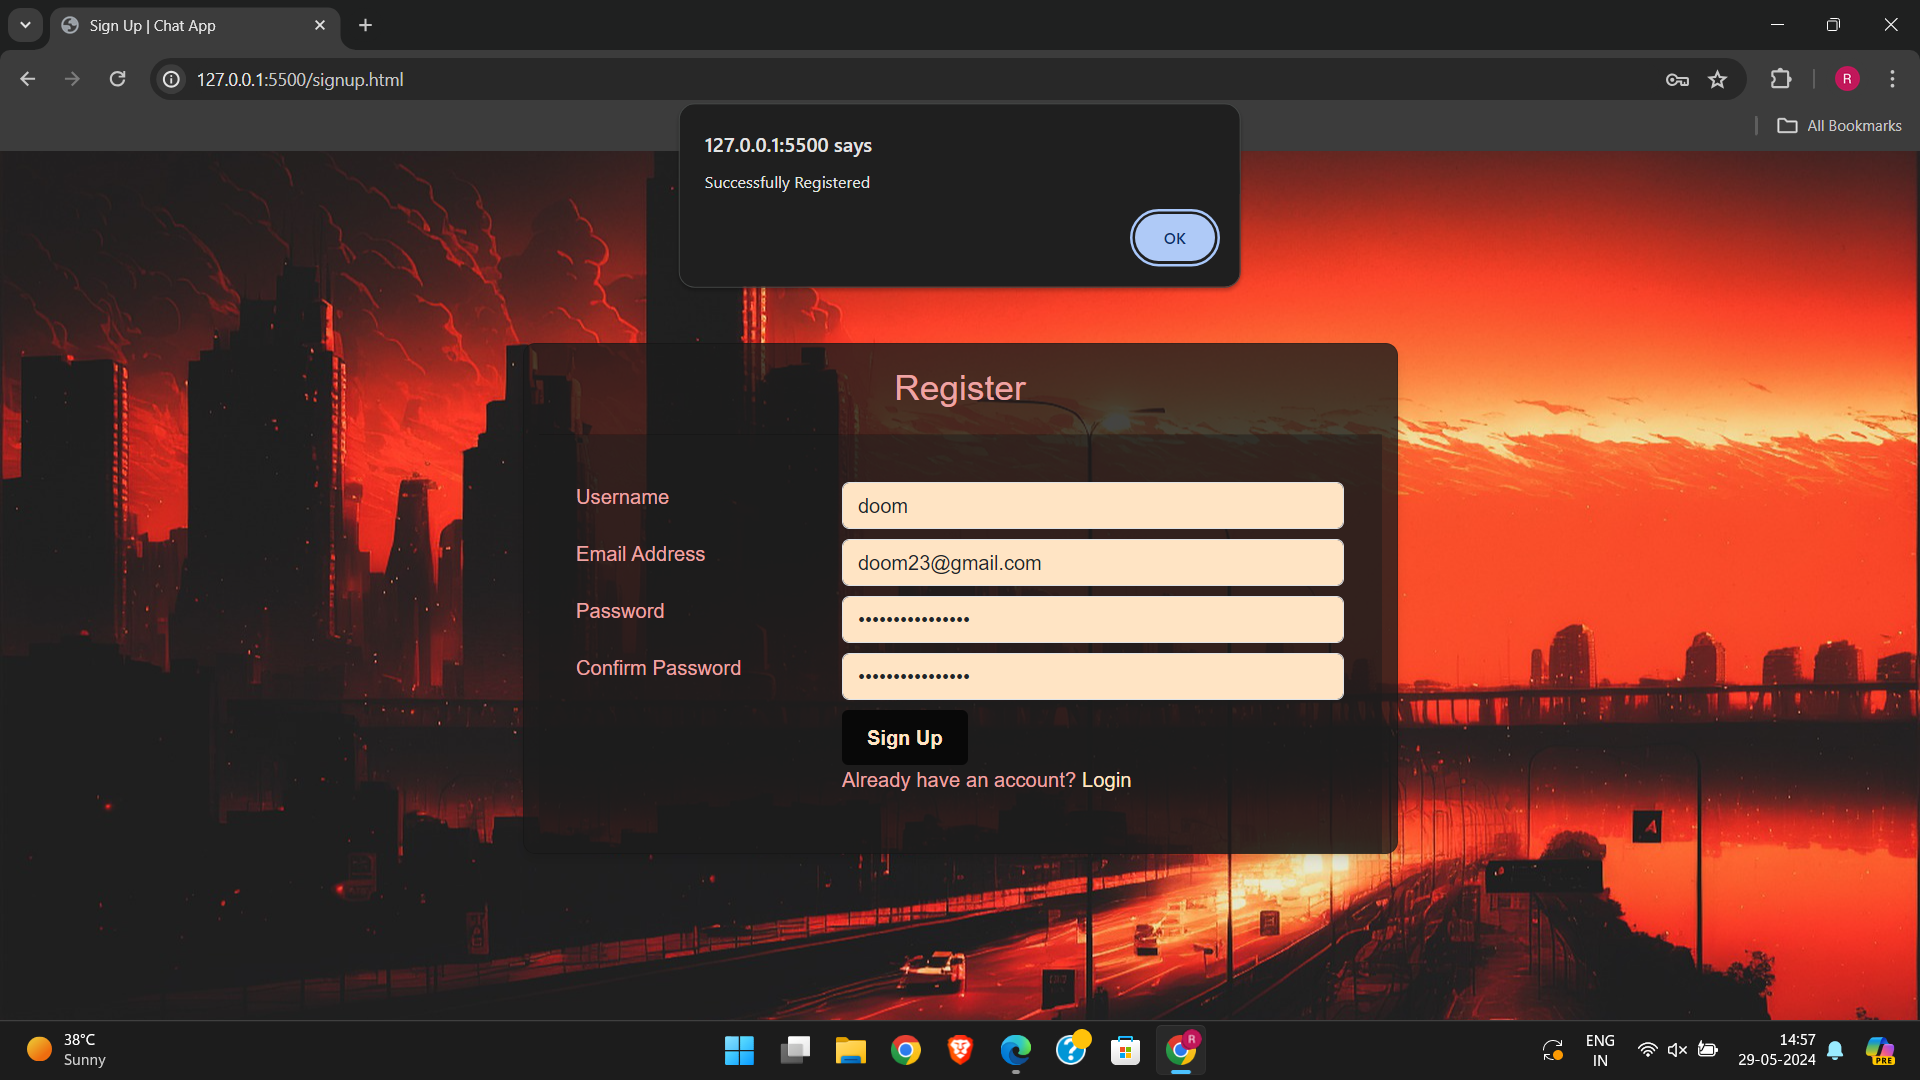 Sign Up | Chat App
127.0.0.1:5500/signup.html
R
All Bookmarks
127.0.0.1:5500 says
Successfully Registered
OK
Register
Username
doom
Email Address
doom23@gmail.com
Password
••••••••••••••••
Confirm Password
••••••••••••••••
Sign Up
Already have an account? Login
38°C
Sunny
R
ENG
IN
14:57
29-05-2024
PRE